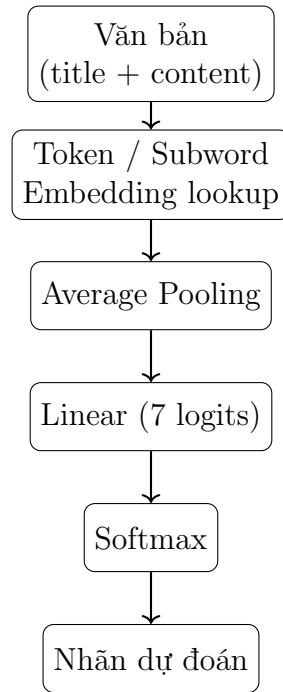 Văn bản
(title + content)
Token / Subword
Embedding lookup
Average Pooling
Linear (7 logits)
Softmax
Nhãn dự đoán